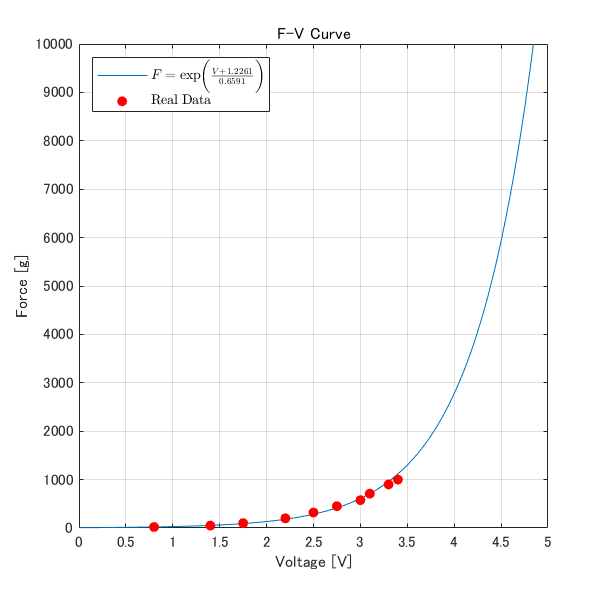 F-V Curve
F = exp(V+1.2261/0.6591)
Real Data
10000
9000
8000
7000
6000
5000
4000
3000
2000
1000
0
Force [g]
0 0.5 1 1.5 2 2.5 3 3.5 4 4.5 5
Voltage [V]